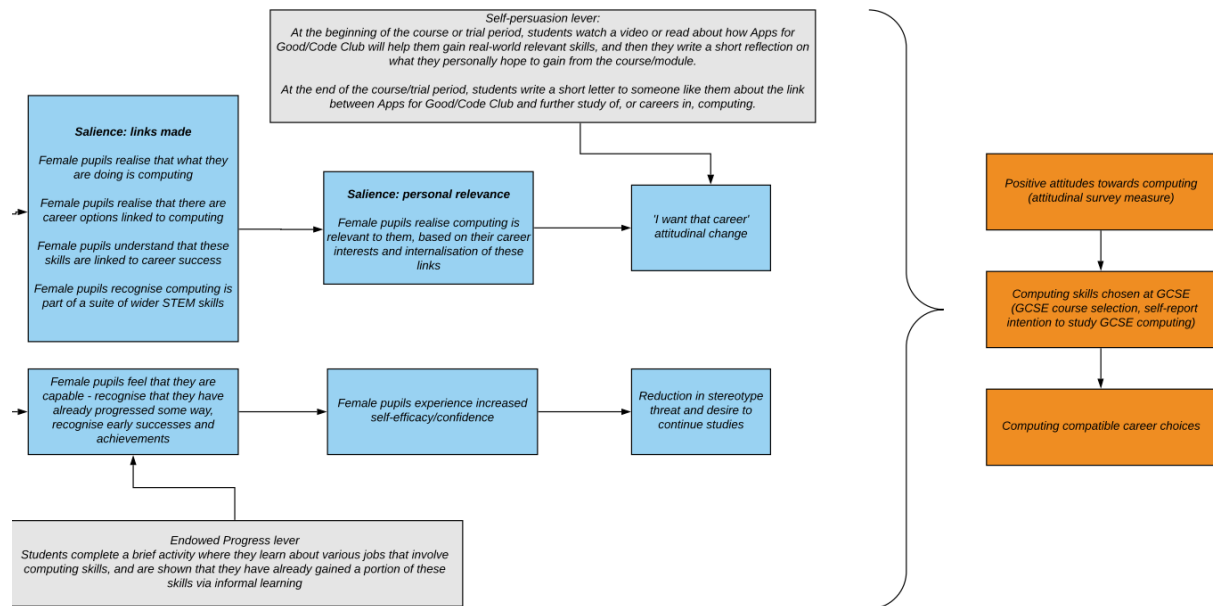 Self-persuasion lever:
At the beginning of the course or trial period, students watch a video or read about how Apps for
Good/Code Club will help them gain real-world relevant skills, and then they write a short reflection on
what they personally hope to gain from the course/module.
At the end of the course/trial period, students write a short letter to someone like them about the link
between Apps for Good/Code Club and further study of, or careers in, computing.
Salience: links made
Female pupils realise that what they
are doing is computing
Female pupils realise that there are
career options linked to computing
Female pupils understand that these
skills are linked to career success
Female pupils recognise computing is
part of a suite of wider STEM skills
Salience: personal relevance
Female pupils realise computing is
relevant to them, based on their career
interests and internalisation of these
links
'I want that career'
attitudinal change
Positive attitudes towards computing
(attitudinal survey measure)
Computing skills chosen at GCSE
(GCSE course selection, self-report
intention to study GCSE computing)
Computing compatible career choices
Female pupils feel that they are
capable - recognise that they have
already progressed some way,
recognise early successes and
achievements
Female pupils experience increased
self-efficacy/confidence
Reduction in stereotype
threat and desire to
continue studies
Endowed Progress lever
Students complete a brief activity where they learn about various jobs that involve
computing skills, and are shown that they have already gained a portion of these
skills via informal learning